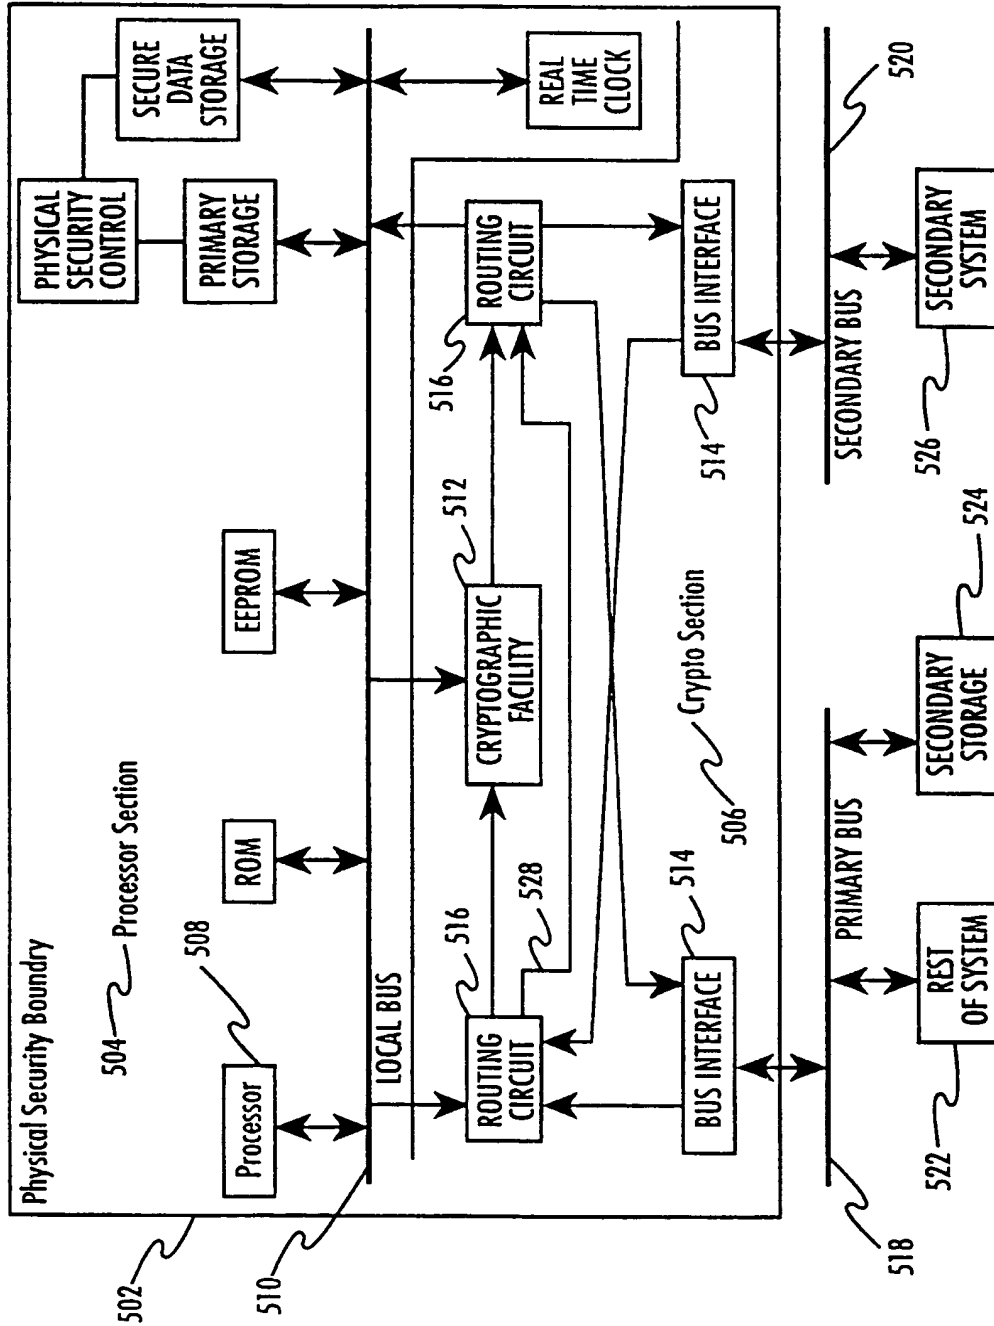 Physical Security Boundry
502
504
Processor Section
508
Processor
ROM
EEPROM
PHYSICAL
SECURITY
CONTROL
PRIMARY
STORAGE
SECURE
DATA
STORAGE
510
LOCAL BUS
REAL
TIME
CLOCK
516
ROUTING
CIRCUIT
528
512
CRYPTOGRAPHIC
FACILITY
516
ROUTING
CIRCUIT
506
Crypto Section
514
BUS INTERFACE
514
BUS INTERFACE
518
PRIMARY BUS
SECONDARY BUS
520
522
REST
OF SYSTEM
524
SECONDARY
STORAGE
526
SECONDARY
SYSTEM